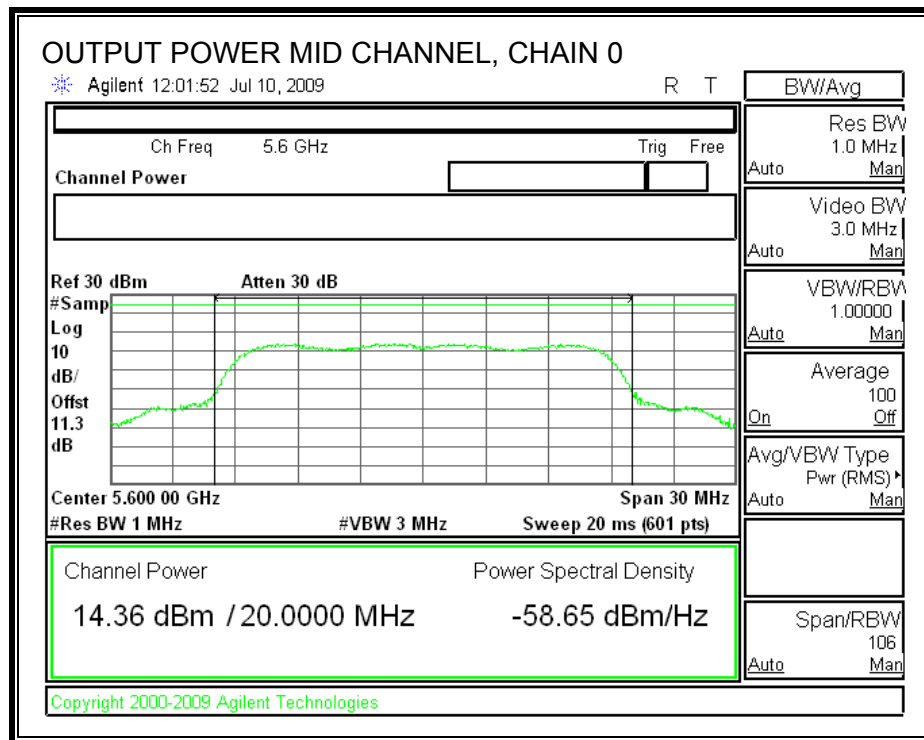 OUTPUT POWER MID CHANNEL, CHAIN 0
Agilent 12:01:52 Jul 10, 2009 R T
Ch Freq 5.6 GHz Trig Free
Channel Power
Ref 30 dBm Atten 30 dB
#Samp
Log
10
dB/
Offst
11.3
dB
Center 5.600 00 GHz Span 30 MHz
#Res BW 1 MHz #VBW 3 MHz Sweep 20 ms (601 pts)
Channel Power Power Spectral Density
14.36 dBm / 20.0000 MHz -58.65 dBm/Hz
Copyright 2000-2009 Agilent Technologies
BW/Avg
Res BW
1.0 MHz
Auto Man
Video BW
3.0 MHz
Auto Man
VBW/RBW
1.00000
Auto Man
Average
100
On Off
Avg/VBW Type
Pwr (RMS)
Auto Man
Span/RBW
106
Auto Man